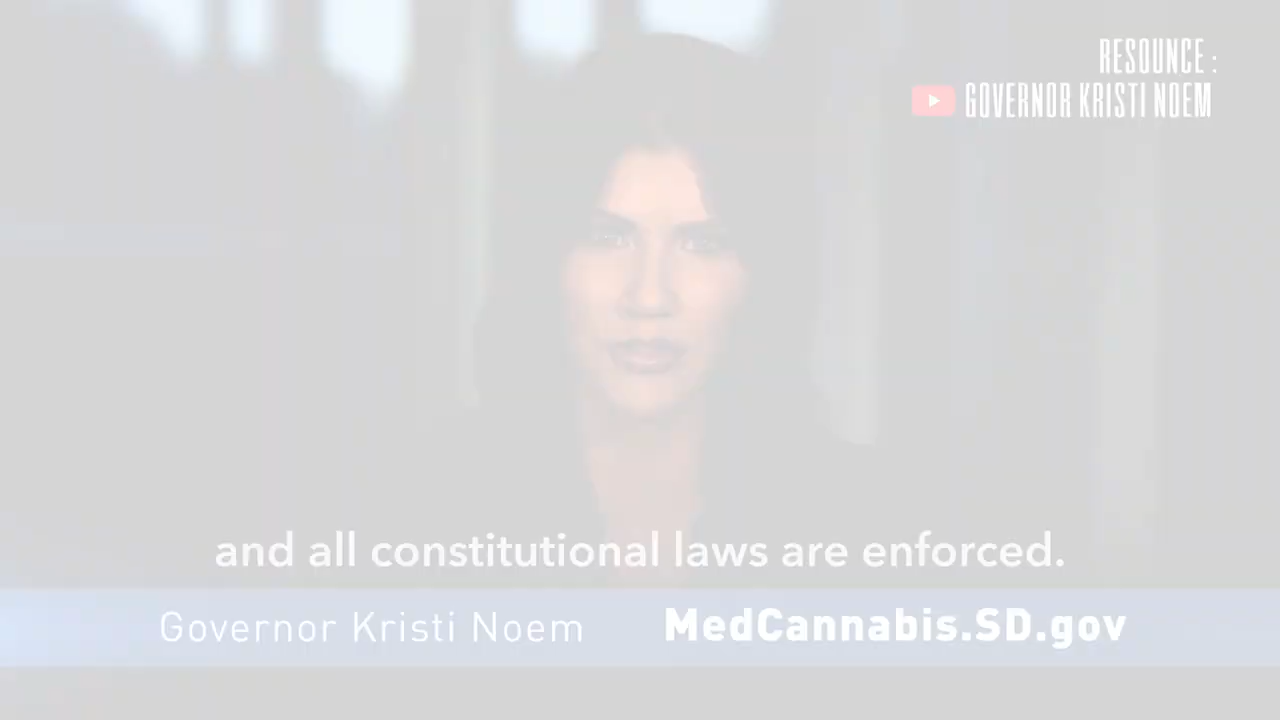 RESOUNCE :
GOVERNOR KRISTI NOEM
and all constitutional laws are enforced.
Governor Kristi Noem
MedCannabis.SD.gov